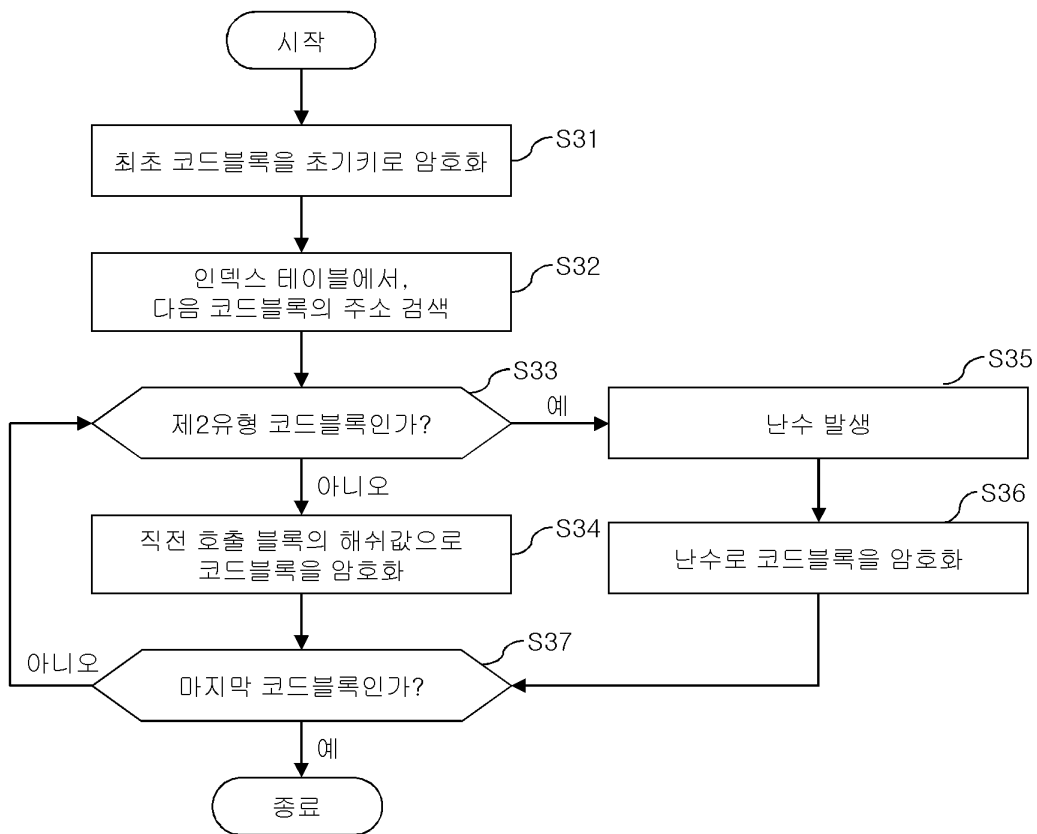 시작
최초 코드블록을 초기키로 암호화
S31
인덱스 테이블에서,
다음 코드블록의 주소 검색
S32
제2유형 코드블록인가?
S33
예
난수 발생
S35
아니오
직전 호출 블록의 해쉬값으로
코드블록을 암호화
S34
난수로 코드블록을 암호화
S36
아니오
마지막 코드블록인가?
S37
예
종료